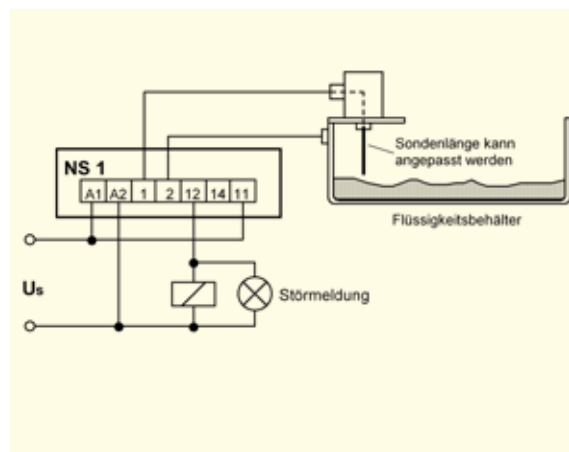 NS 1
A1 A2 1 2 12 14 11
Sondenlänge kann
angepasst werden
Flüssigkeitsbehälter
Us
Störmeldung